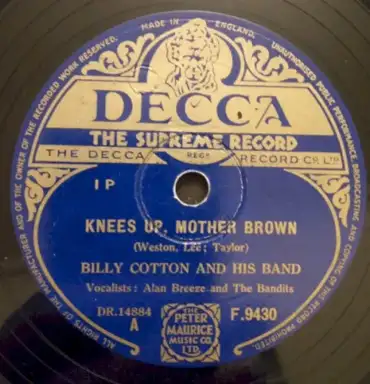 MADE IN ENGLAND.
ALL RIGHTS OF THE MANUFACTURER AND OF THE OWNER OF THE RECORDED WORK RESERVED.
UNAUTHORISED PUBLIC PERFORMANCE, BROADCASTING AND COPYING OF THIS RECORD PROHIBITED.
DECCA
THE SUPREME RECORD
THE DECCA REGD RECORD Co LTD
1P
KNEES UP, MOTHER BROWN
(Weston, Lee; Taylor)
BILLY COTTON AND HIS BAND
Vocalists: Alan Breeze and The Bandits
DR.14884
A
F.9430
THE
PETER
MAURICE
MUSIC CO.
LTD.